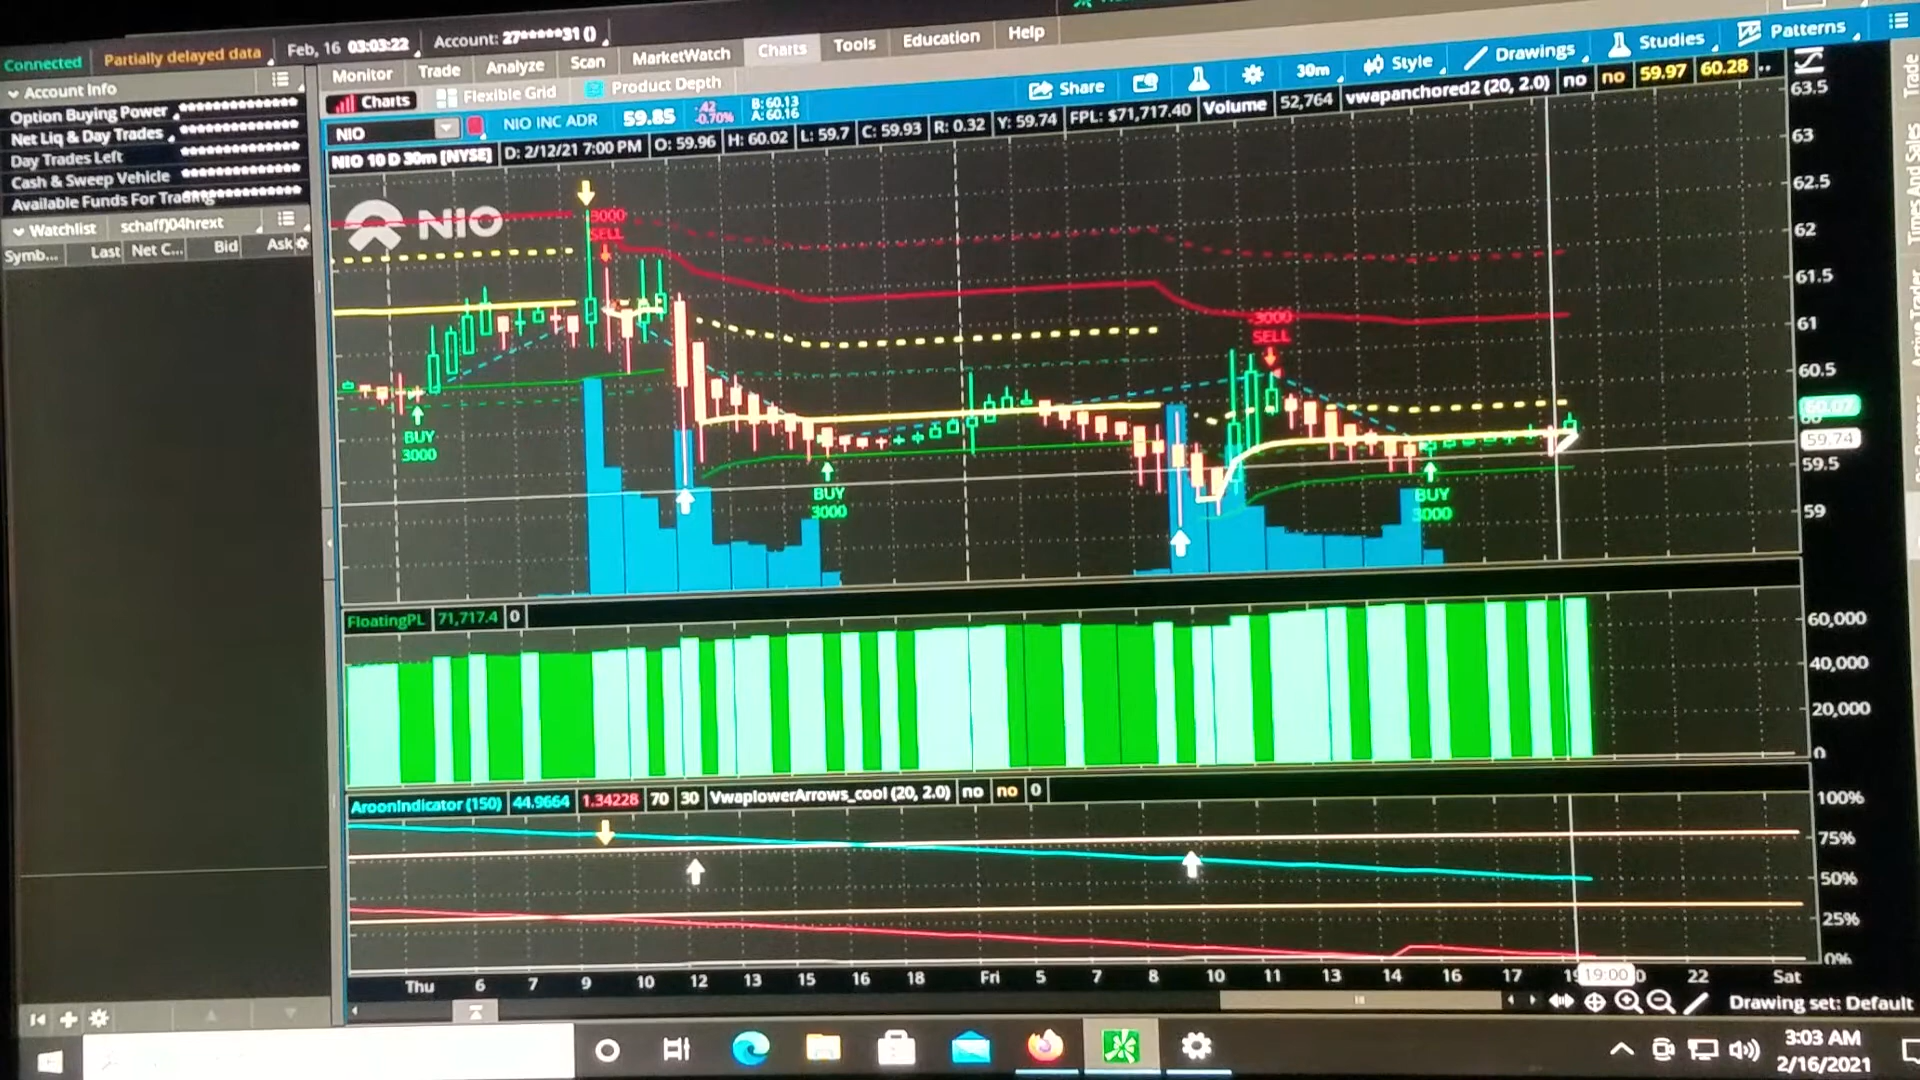 Connected
Partially delayed data
Feb, 16 03:03:22
Account: 27*****31 ()
Monitor
Trade
Analyze
Scan
MarketWatch
Charts
Tools
Education
Help
Account Info
Option Buying Power
Net Liq & Day Trades
Day Trades Left
Cash & Sweep Vehicle
Available Funds For Trading
Watchlist
schaffJ04hrext
Symb...
Last
Net C...
Bid
Ask
Charts
Flexible Grid
Product Depth
Share
30m
Style
Drawings
Studies
Patterns
NIO
NIO INC ADR
59.85
-.42
-0.70%
B: 60.13
A: 60.16
NIO 10 D 30m [NYSE]
D: 2/12/21 7:00 PM
O: 59.96
H: 60.02
L: 59.7
C: 59.93
R: 0.32
Y: 59.74
FPL: $71,717.40
Volume
52,764
vwapanchored2 (20, 2.0)
no
no
59.97
60.28
..
NIO
3000
SELL
BUY
3000
BUY
3000
-3000
SELL
BUY
3000
63.5
63
62.5
62
61.5
61
60.5
60.07
59.74
59.5
59
FloatingPL
71,717.4
0
60,000
40,000
20,000
0
AroonIndicator (150)
44.9664
1.34228
70
30
VwaplowerArrows_cool (20, 2.0)
no
no
0
100%
75%
50%
25%
0%
Thu
6
7
9
10
12
13
15
16
18
Fri
5
7
8
10
11
13
14
16
17
19:00
22
Sat
Drawing set: Default
Trade
Times And Sales
Active Trader
3:03 AM
2/16/2021